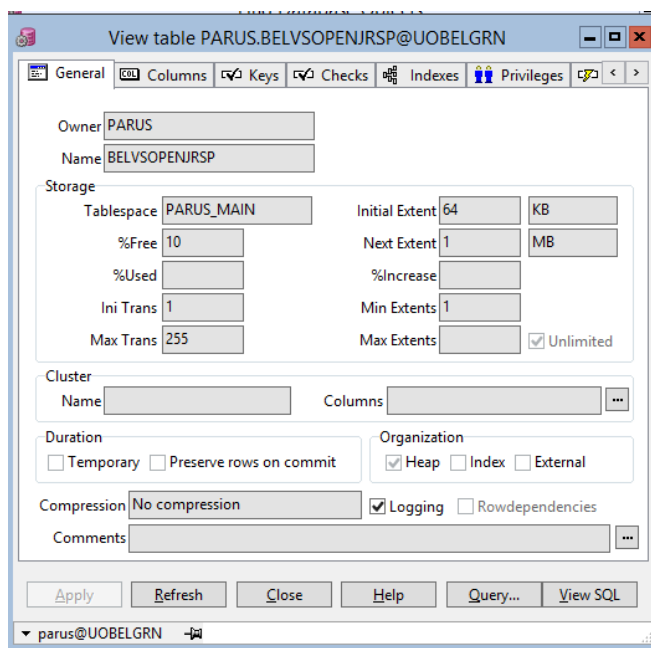 View table PARUS.BELVSOPENJRSP@UOBELGRN
General COL Columns Keys Checks Indexes Privileges
Owner PARUS
Name BELVSOPENJRSP
Storage
Tablespace PARUS_MAIN Initial Extent 64 KB
%Free 10 Next Extent 1 MB
%Used %Increase
Ini Trans 1 Min Extents 1
Max Trans 255 Max Extents Unlimited
Cluster
Name Columns ...
Duration Organization
Temporary Preserve rows on commit Heap Index External
Compression No compression Logging Rowdependencies
Comments ...
Apply Refresh Close Help Query... View SQL
parus@UOBELGRN